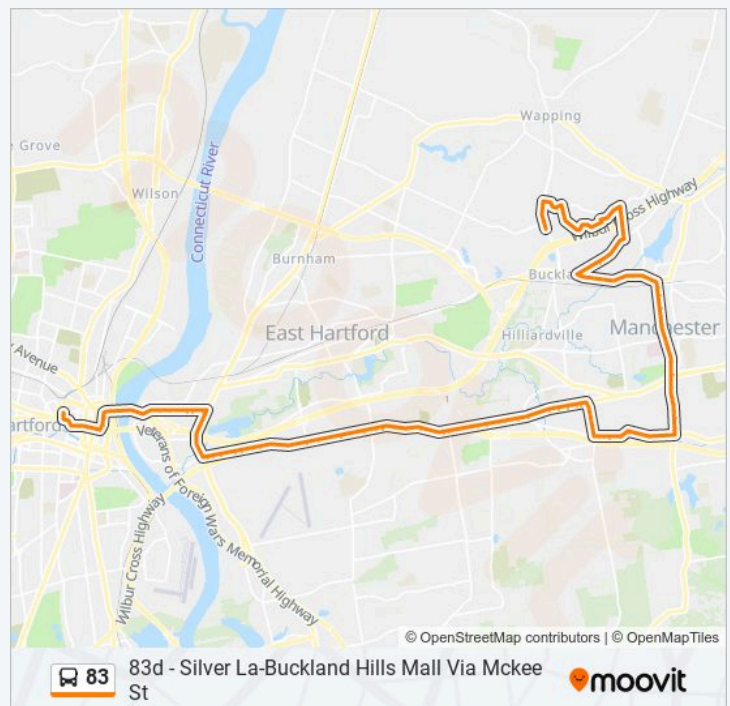 Wapping
e Grove
Wilson
Connecticut River
Wilbur Cross Highway
Burnham
Buckla
East Hartford
Hilliardville
Manchester
Avenue
artford
Veterans of Foreign Wars Memorial Highway
Wilbur Cross Highway
© OpenStreetMap contributors | © OpenMapTiles
83
83d - Silver La-Buckland Hills Mall Via Mckee
St
moovit